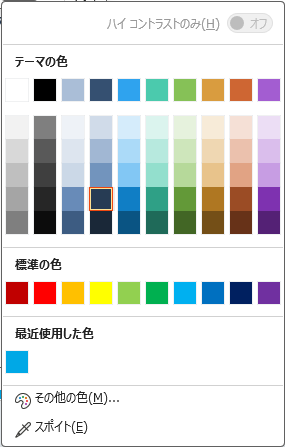 ハイ コントラストのみ(H) オフ
テーマの色
標準の色
最近使用した色
その他の色(M)...
スポイト(E)